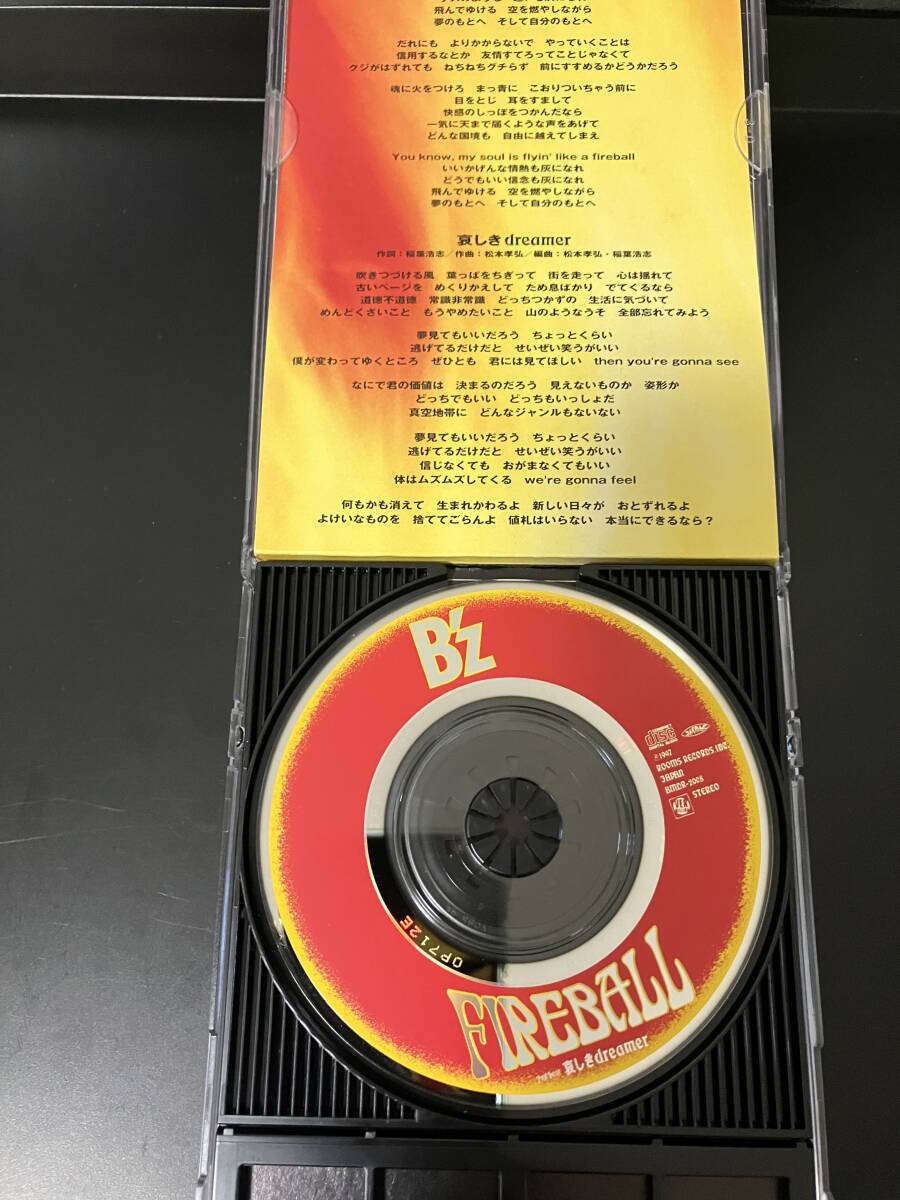 飛んでゆける 空を燃やしながら
夢のもとへ そして自分のもとへ
だれにも よりかからないで やっていくことは
信用するなとか 友情すてろってことじゃなくて
クジがはずれても ねちねちグチらず 前にすすめるかどうかだろう
魂に火をつけろ まっ青に こおりついちゃう前に
目をとじ 耳をすまして
快感のしっぽをつかんだなら
一気に天まで届くような声をあげて
どんな国境も 自由に越えてしまえ
You know, my soul is flyin' like a fireball
いいかげんな情熱も灰になれ
どうでもいい信念も灰になれ
飛んでゆける 空を燃やしながら
夢のもとへ そして自分のもとへ
哀しきdreamer
作詞：稲葉浩志／作曲：松本孝弘／編曲：松本孝弘・稲葉浩志
吹きつづける風 葉っぱをちぎって 街を走って 心は揺れて
古いページを めくりかえして ため息ばかり でてくるなら
道徳不道徳 常識非常識 どっちつかずの 生活に気づいて
めんどくさいこと もうやめたいこと 山のようなうそ 全部忘れてみよう
夢見てもいいだろう ちょっとくらい
逃げてるだけだと せいぜい笑うがいい
僕が変わってゆくところ ぜひとも 君には見てほしい then you're gonna see
なにで君の価値は 決まるのだろう 見えないものか 姿形か
どっちでもいい どっちもいっしょだ
真空地帯に どんなジャンルもないない
夢見てもいいだろう ちょっとくらい
逃げてるだけだと せいぜい笑うがいい
信じなくても おがまなくてもいい
体はムズムズしてくる we're gonna feel
何もかも消えて 生まれかわるよ 新しい日々が おとずれるよ
よけいなものを 捨ててごらんよ 値札はいらない 本当にできるなら？
B'z
COMPACT disc DIGITAL AUDIO
℗1997
ROOMS RECORDS INC.
JAPAN
BMDR-2008
STEREO
OP712E
FIREBALL
2nd beat 哀しきdreamer